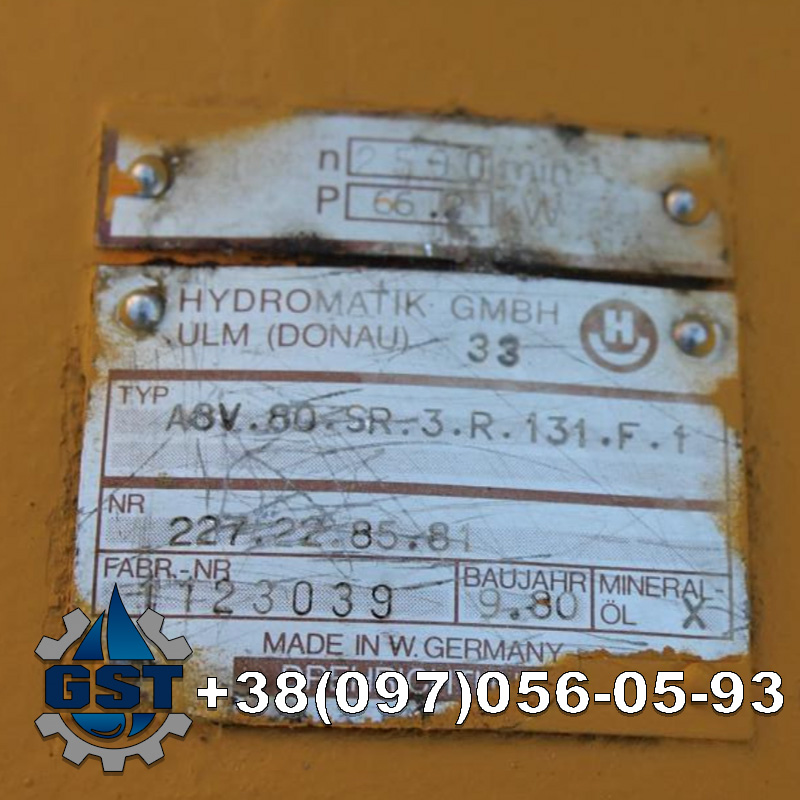 n min⁻¹
P 66.2 kW
HYDROMATIK GMBH
ULM (DONAU) 33
H
TYP
A8V.80.SR.3.R.131.F.1
NR
227.22.85.81
FABR.-NR
123039
BAUJAHR
9.80
MINERAL-
ÖL X
MADE IN W. GERMANY
GST
+38(097)056-05-93